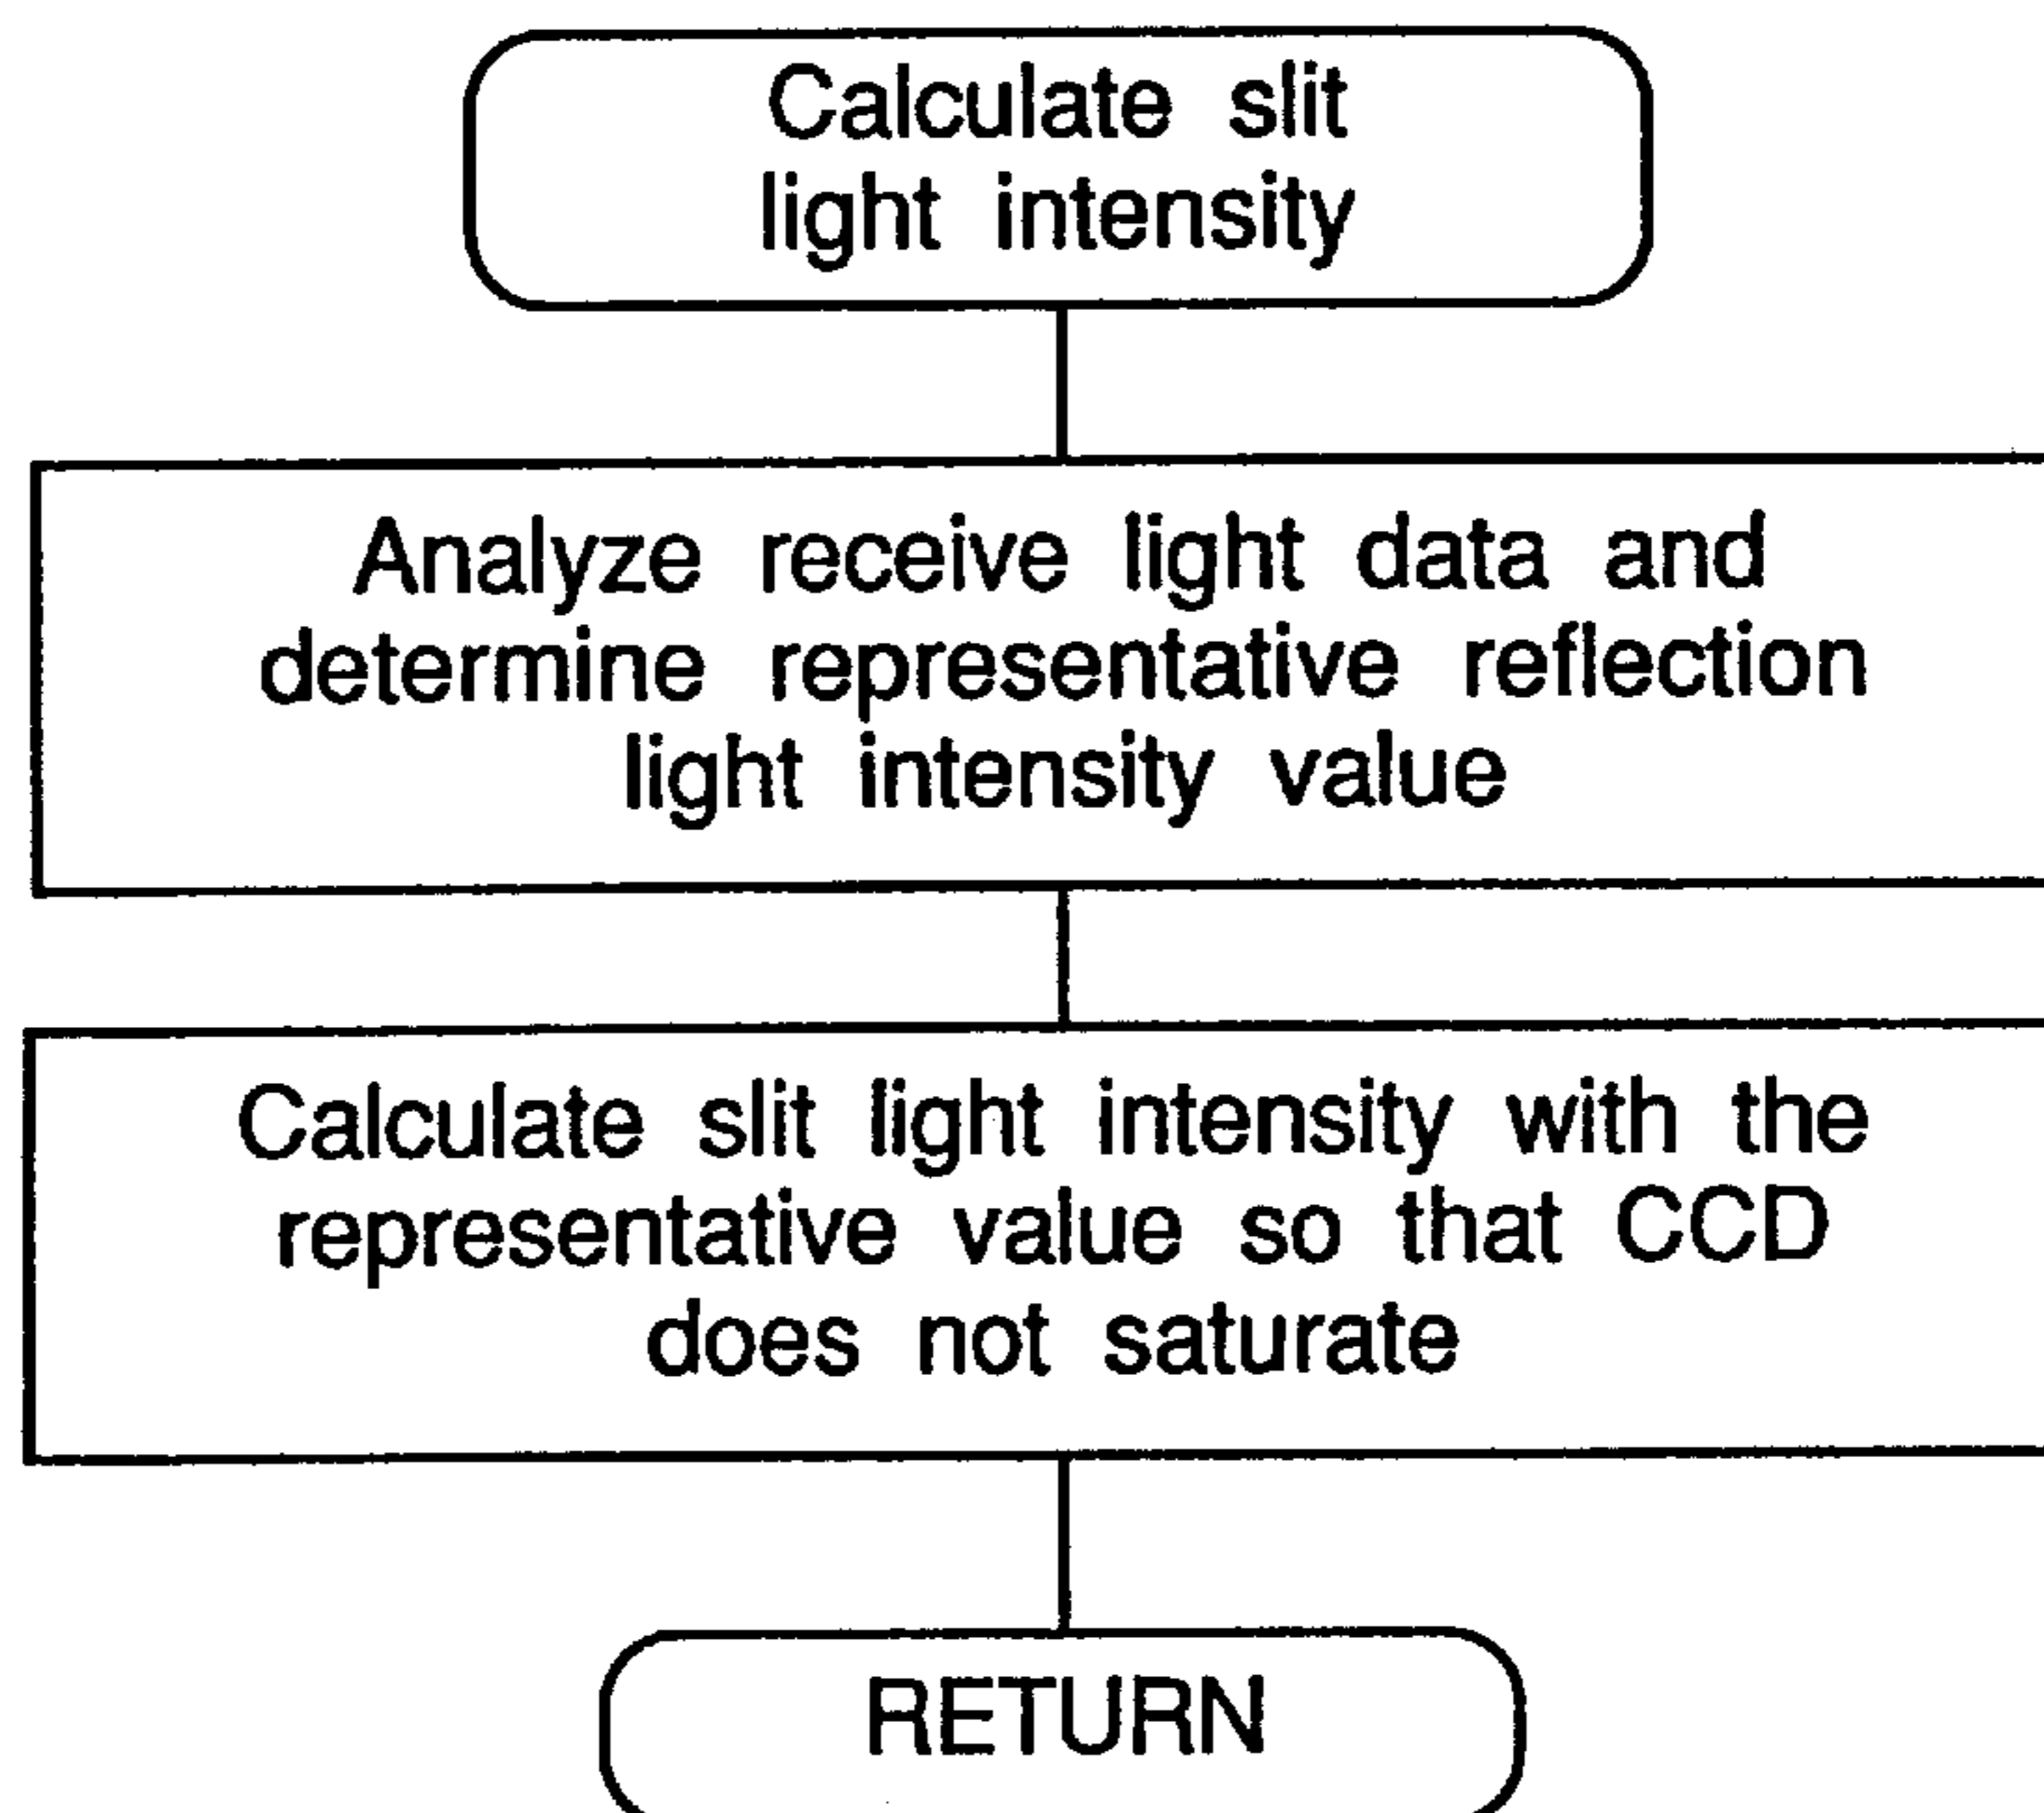 Calculate slit
light intensity
Analyze receive light data and
determine representative reflection
light intensity value
Calculate slit light intensity with the
representative value so that CCD
does not saturate
RETURN